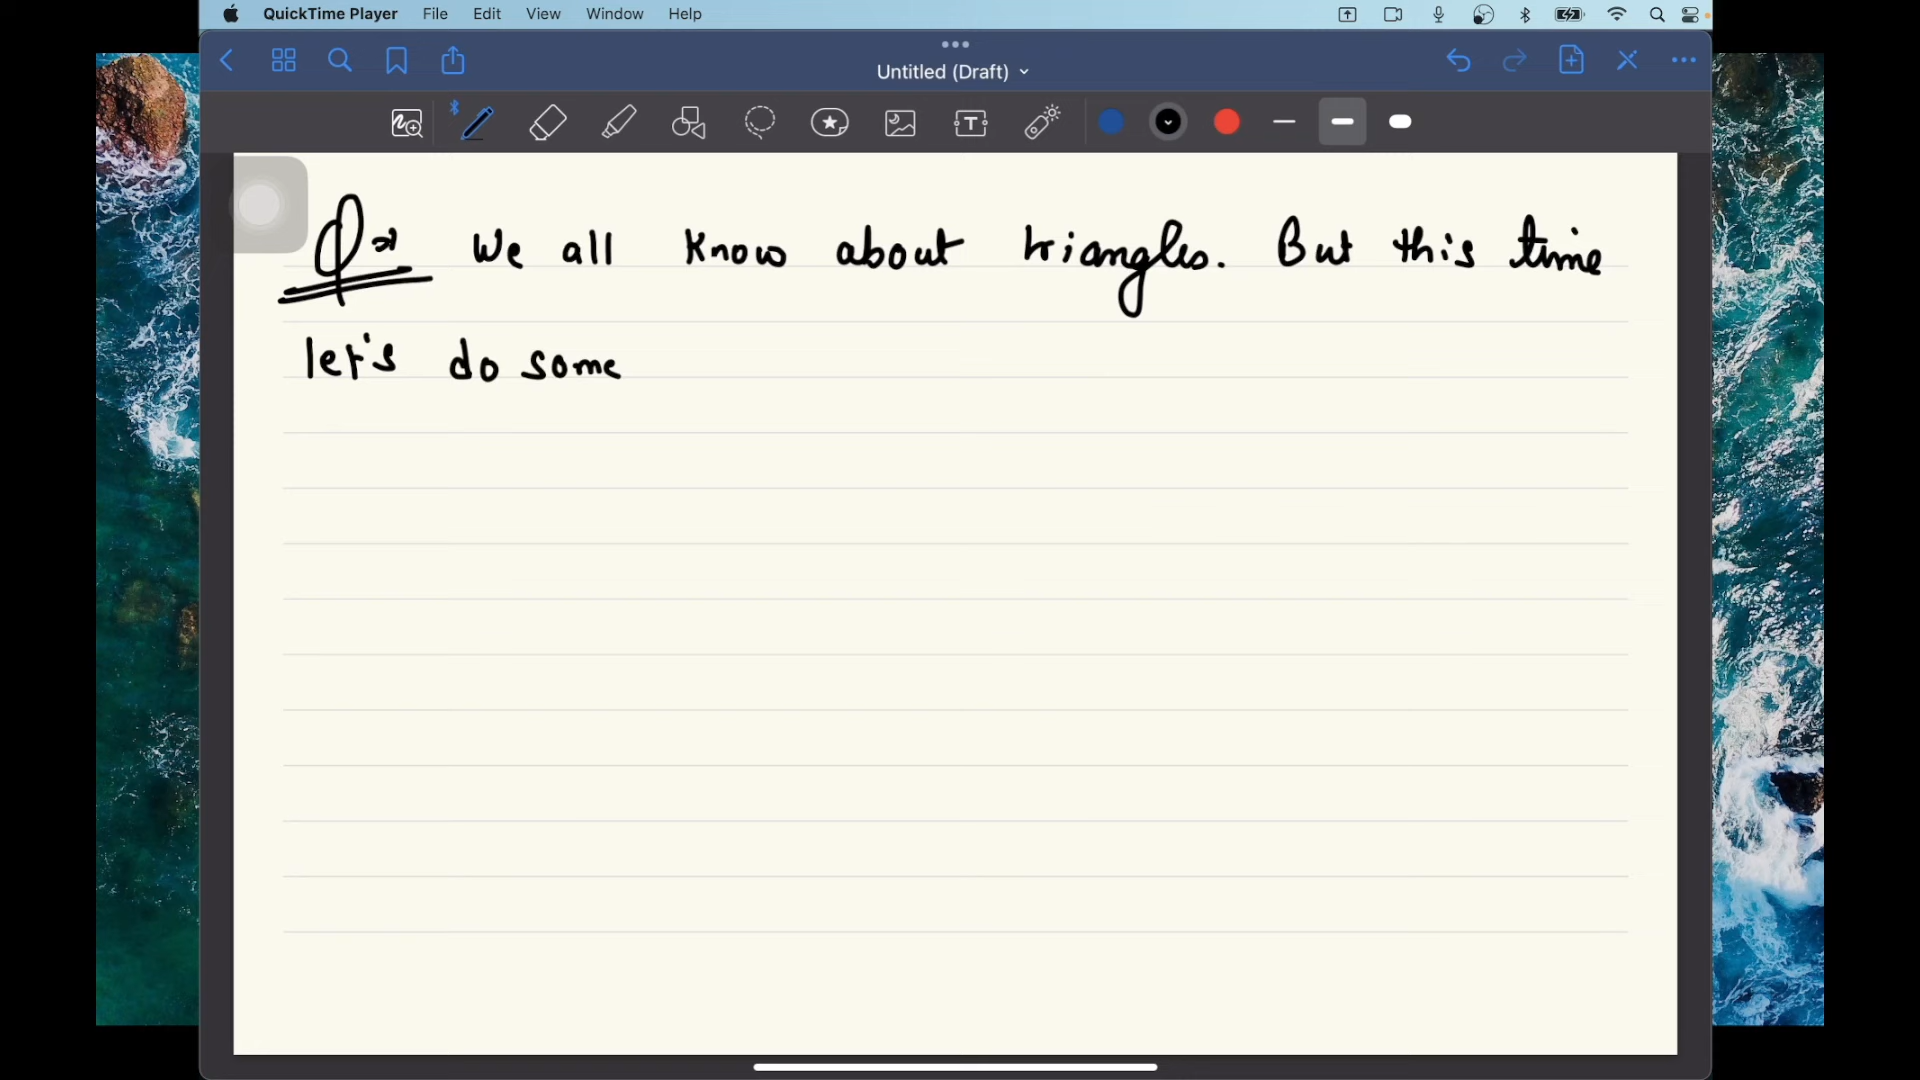 QuickTime Player File Edit View Window Help
Untitled (Draft)
Q→ We all know about triangles. But this time
let's do some